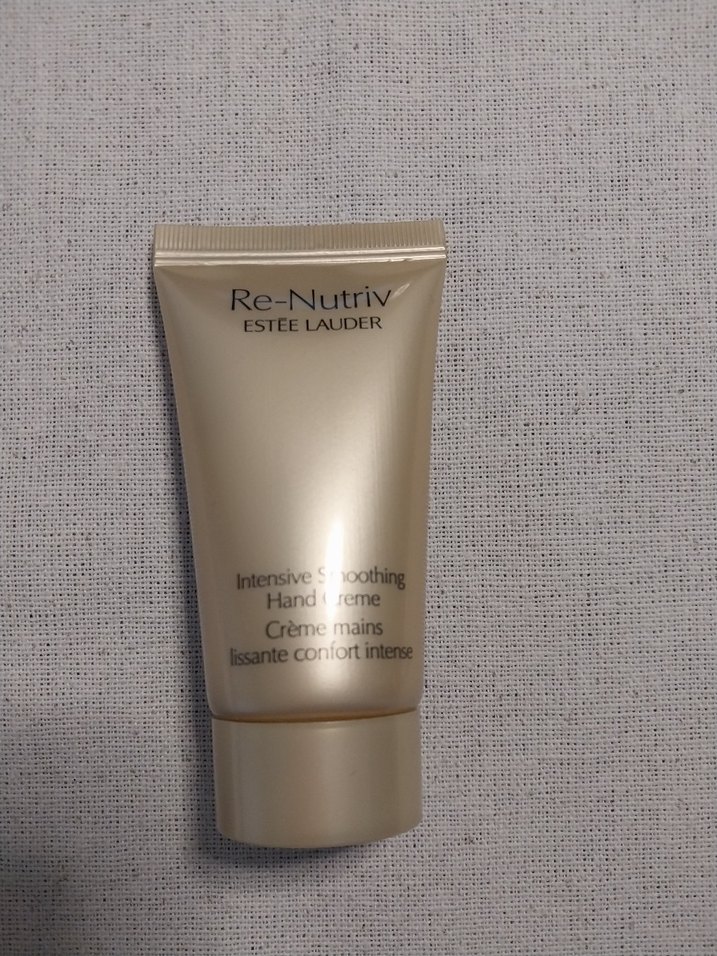 Re-Nutriv
ESTĒE LAUDER
Intensive Smoothing
Hand Creme
Crème mains
lissante confort intense